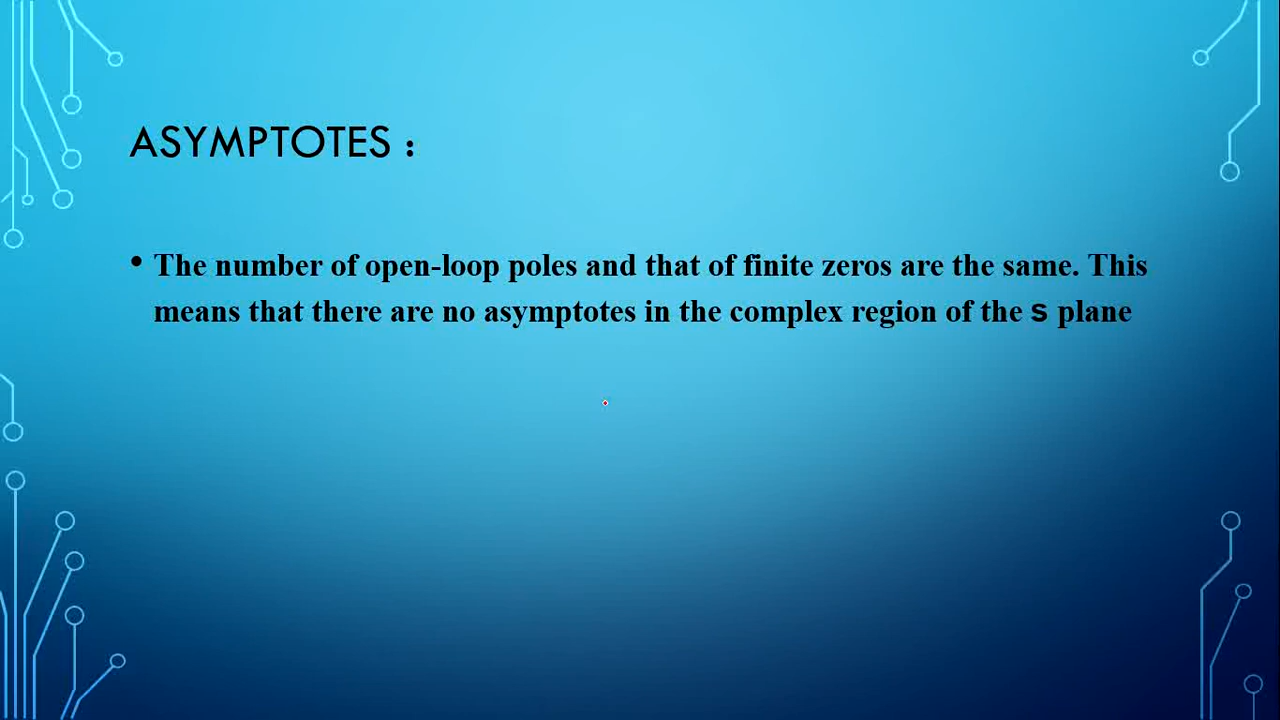 ASYMPTOTES :
• The number of open-loop poles and that of finite zeros are the same. This
means that there are no asymptotes in the complex region of the s plane